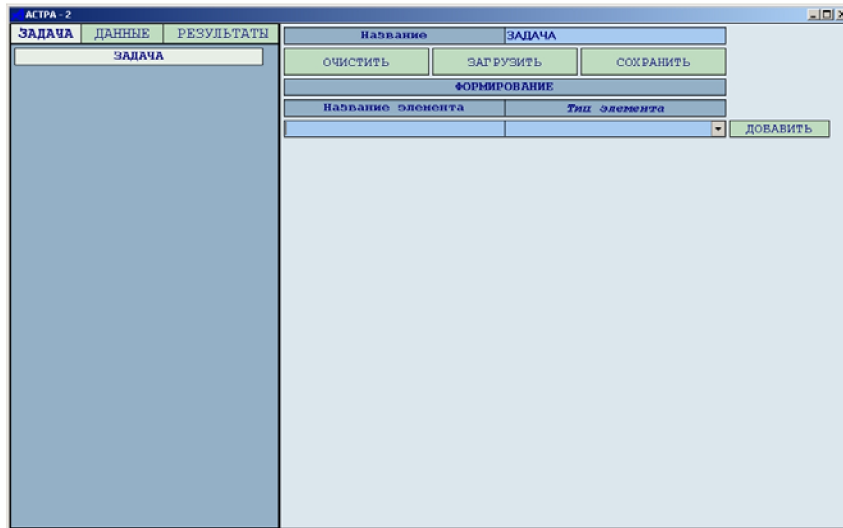 АСТРА - 2
ЗАДАЧА ДАННЫЕ РЕЗУЛЬТАТЫ
ЗАДАЧА
Название ЗАДАЧА
ОЧИСТИТЬ ЗАГРУЗИТЬ СОХРАНИТЬ
ФОРМИРОВАНИЕ
Название элемента Тип элемента
ДОБАВИТЬ